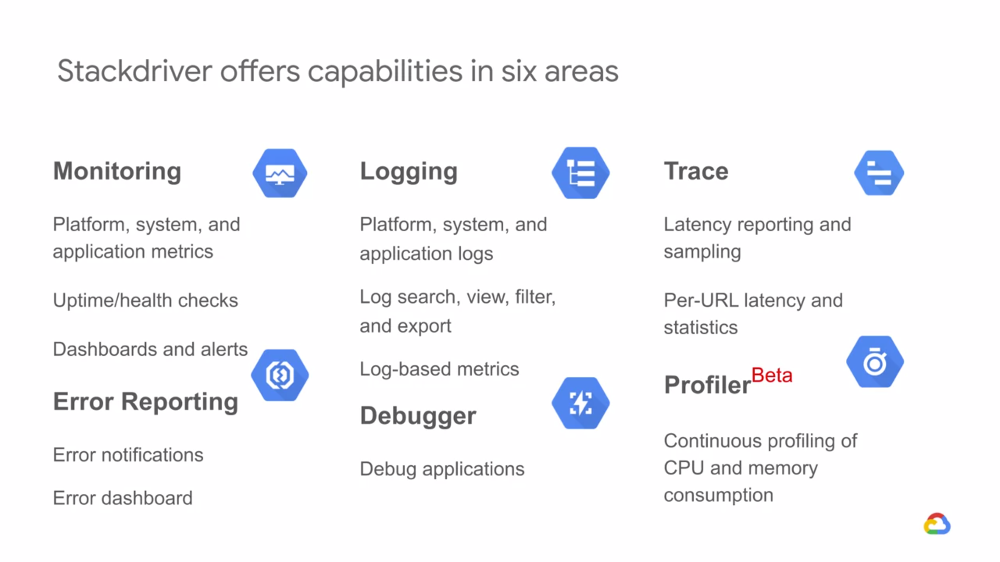 Stackdriver offers capabilities in six areas
Monitoring
Platform, system, and
application metrics
Uptime/health checks
Dashboards and alerts
Logging
Platform, system, and
application logs
Log search, view, filter,
and export
Log-based metrics
Trace
Latency reporting and
sampling
Per-URL latency and
statistics
Error Reporting
Error notifications
Error dashboard
Debugger
Debug applications
Profiler Beta
Continuous profiling of
CPU and memory
consumption